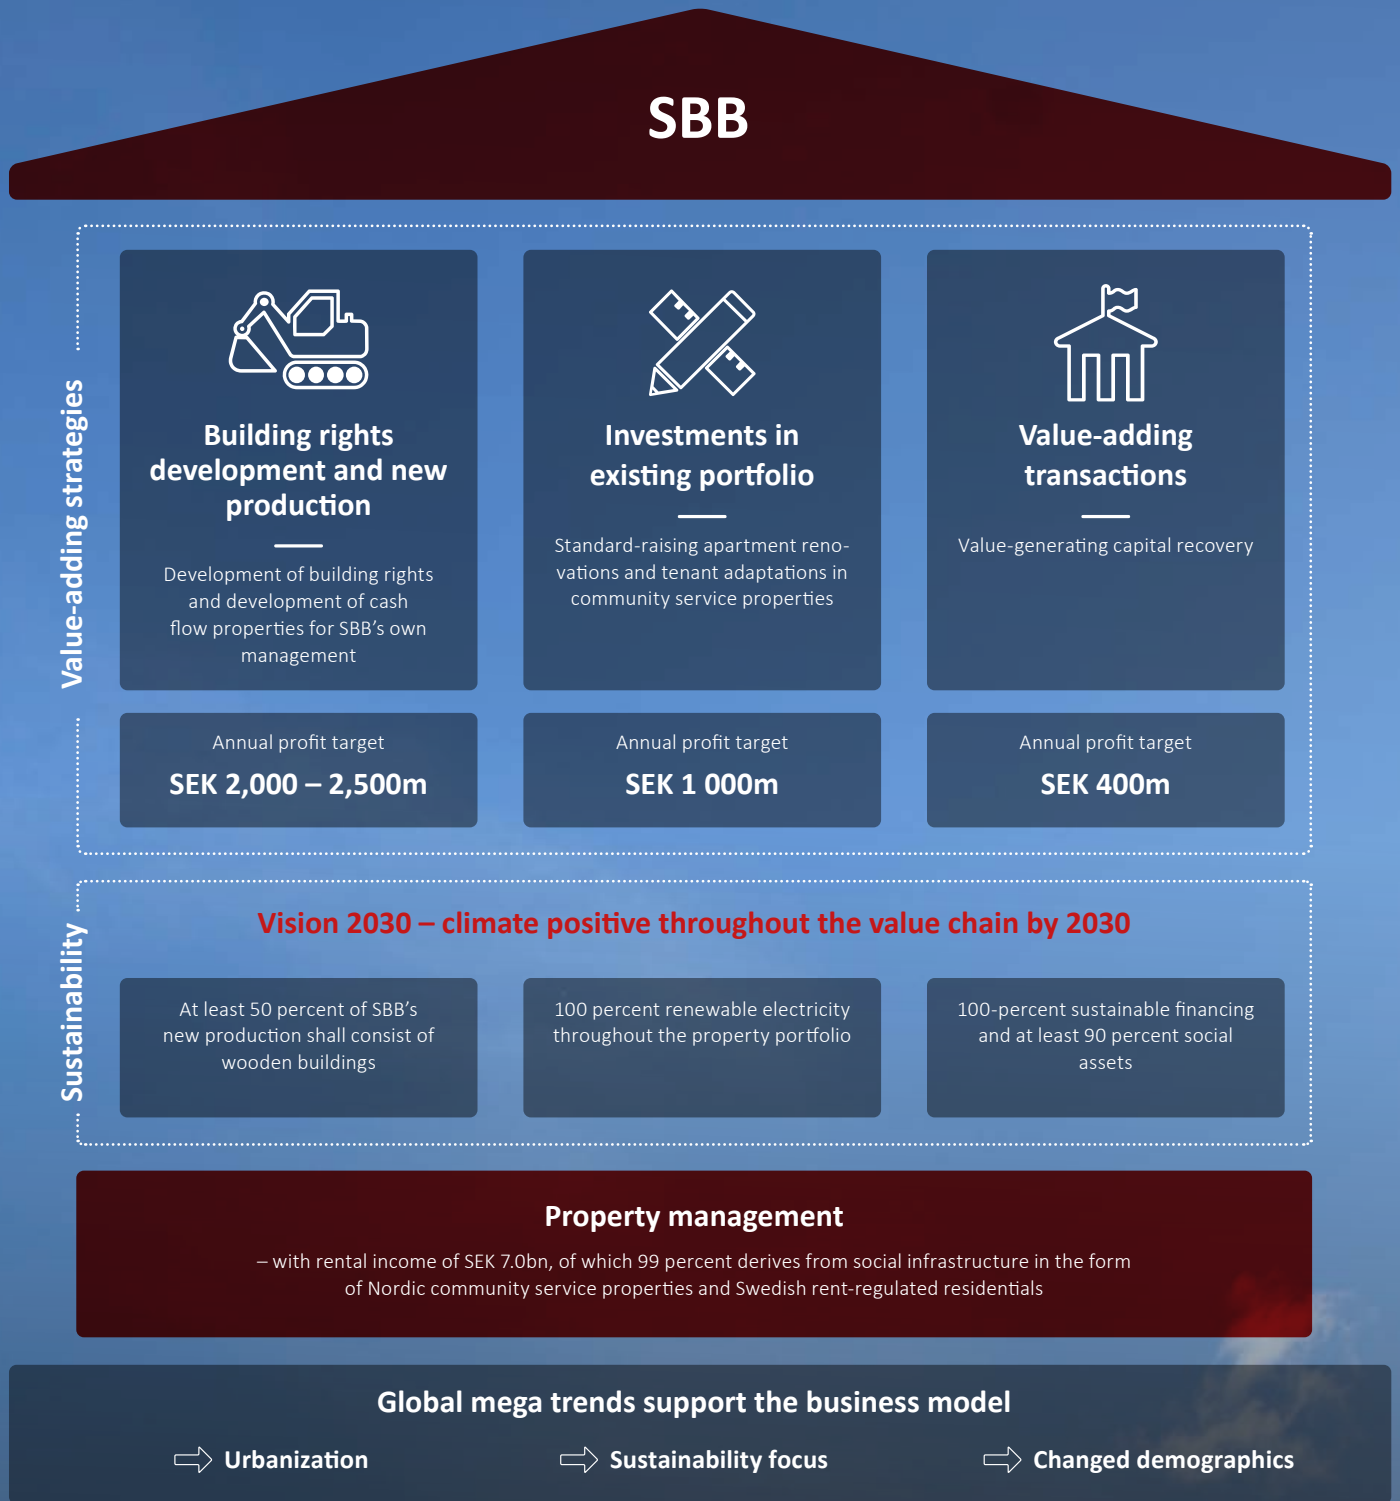 SBB
Value-adding strategies
Building rights
development and new
production
Development of building rights
and development of cash
flow properties for SBB’s own
management
Investments in
existing portfolio
Standard-raising apartment reno-
vations and tenant adaptations in
community service properties
Value-adding
transactions
Value-generating capital recovery
Annual profit target
SEK 2,000 – 2,500m
Annual profit target
SEK 1 000m
Annual profit target
SEK 400m
Sustainability
Vision 2030 – climate positive throughout the value chain by 2030
At least 50 percent of SBB’s
new production shall consist of
wooden buildings
100 percent renewable electricity
throughout the property portfolio
100-percent sustainable financing
and at least 90 percent social
assets
Property management
– with rental income of SEK 7.0bn, of which 99 percent derives from social infrastructure in the form
of Nordic community service properties and Swedish rent-regulated residentials
Global mega trends support the business model
Urbanization
Sustainability focus
Changed demographics